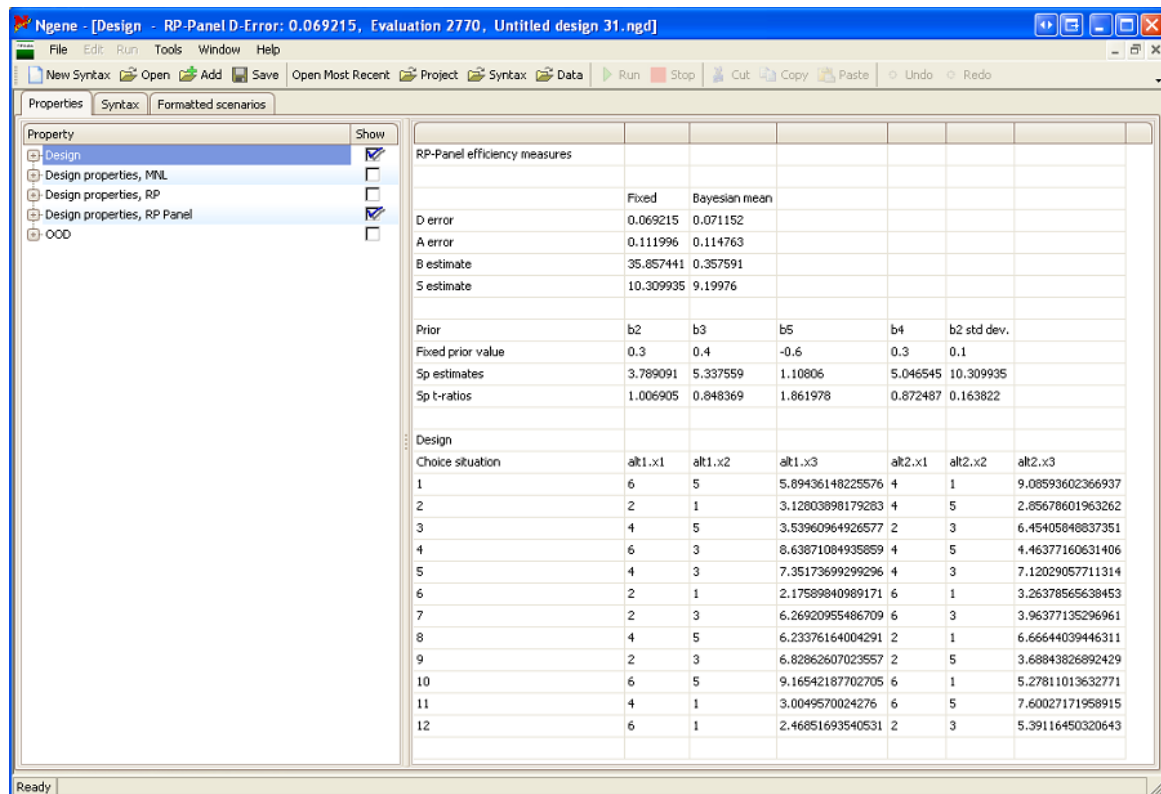 Ngene - [Design - RP-Panel D-Error: 0.069215, Evaluation 2770, Untitled design 31.ngd]
File Edit Run Tools Window Help
New Syntax Open Add Save Open Most Recent Project Syntax Data Run Stop Cut Copy Paste Undo Redo
Properties Syntax Formatted scenarios
Property Show
Design
Design properties, MNL
Design properties, RP
Design properties, RP Panel
OOD
RP-Panel efficiency measures
Fixed Bayesian mean
D error 0.069215 0.071152
A error 0.111996 0.114763
B estimate 35.857441 0.357591
S estimate 10.309935 9.19976
Prior b2 b3 b5 b4 b2 std dev.
Fixed prior value 0.3 0.4 -0.6 0.3 0.1
Sp estimates 3.789091 5.337559 1.10806 5.046545 10.309935
Sp t-ratios 1.006905 0.848369 1.861978 0.872487 0.163822
Design
Choice situation alt1.x1 alt1.x2 alt1.x3 alt2.x1 alt2.x2 alt2.x3
1 6 5 5.89436148225576 4 1 9.08593602366937
2 2 1 3.12803898179283 4 5 2.85678601963262
3 4 5 3.53960964926577 2 3 6.45405848837351
4 6 3 8.63871084935859 4 5 4.46377160631406
5 4 3 7.35173699299296 4 3 7.12029057711314
6 2 1 2.17589840989171 6 1 3.26378565638453
7 2 3 6.26920955486709 6 3 3.96377135296961
8 4 5 6.23376164004291 2 1 6.66644039446311
9 2 3 6.82862607023557 2 5 3.68843826892429
10 6 5 9.16542187702705 6 1 5.27811013632771
11 4 1 3.0049570024276 6 5 7.60027171958915
12 6 1 2.46851693540531 2 3 5.39116450320643
Ready